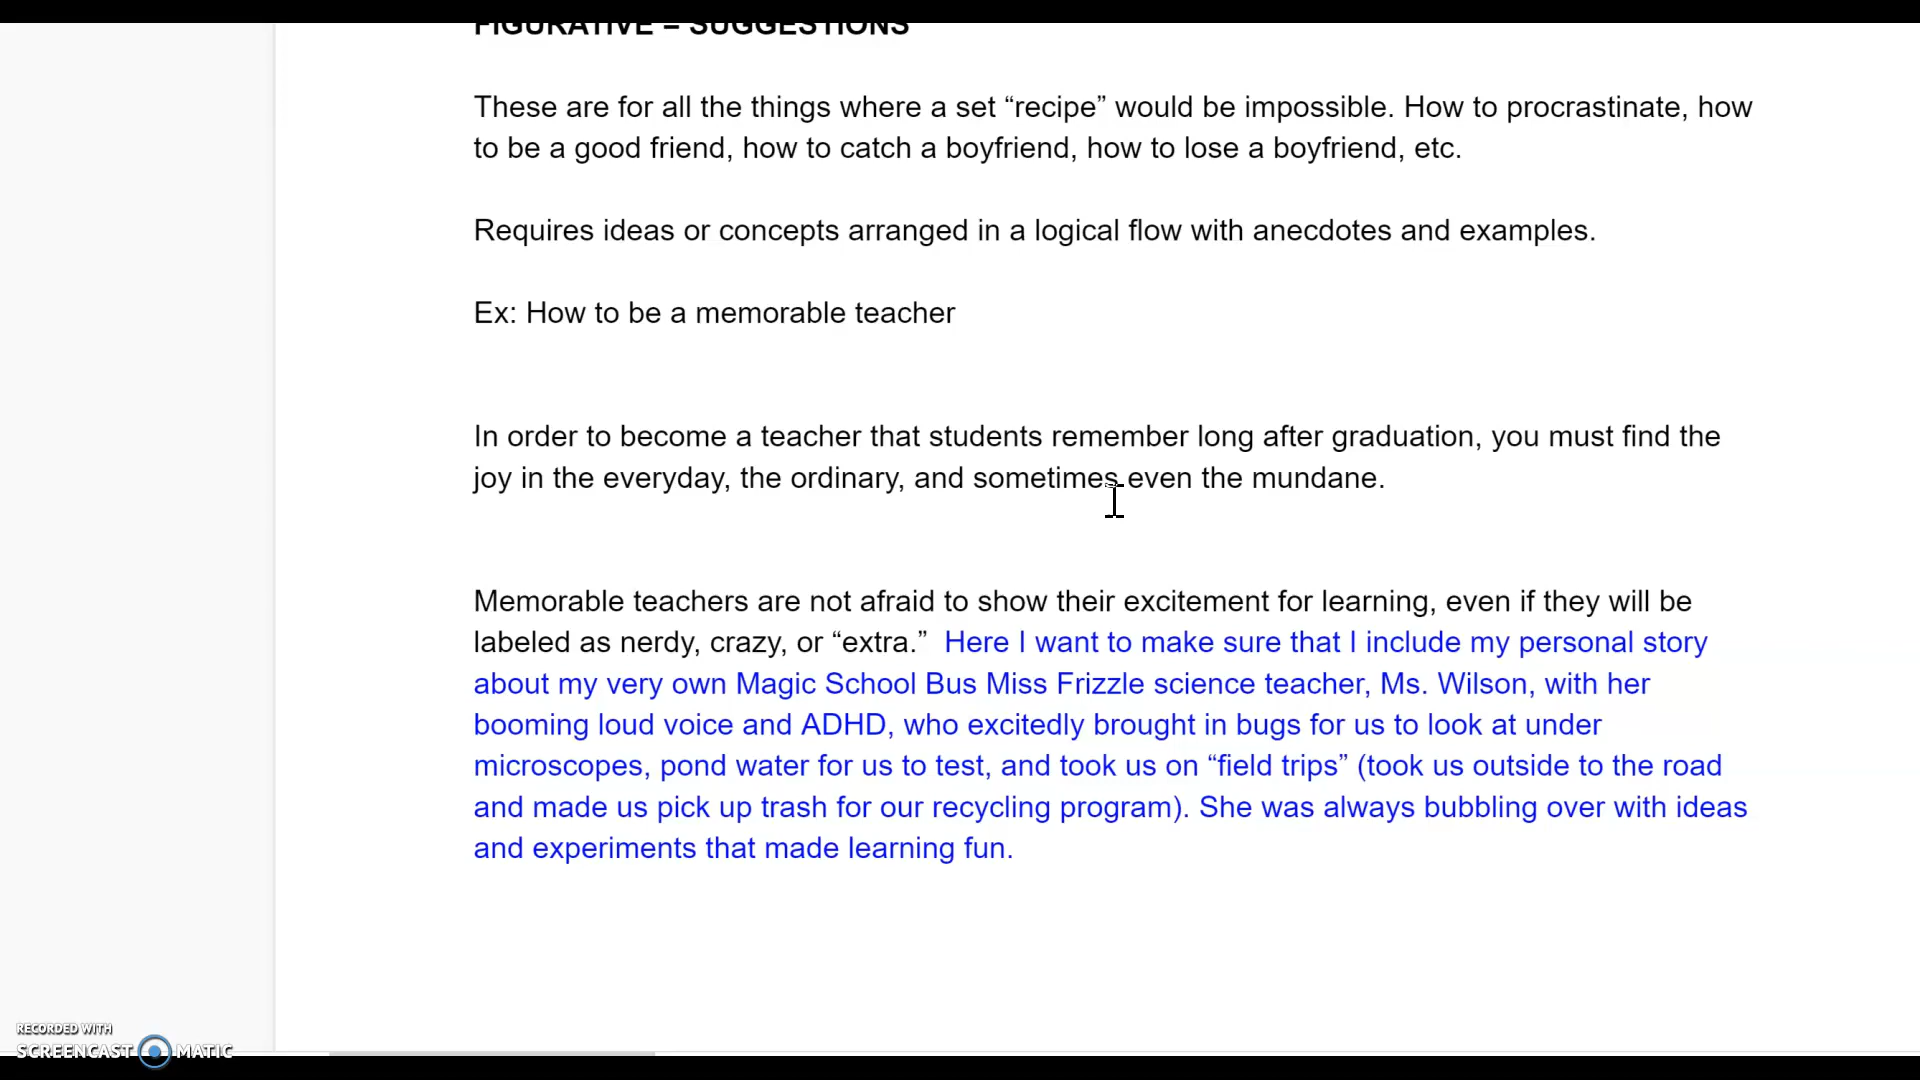 FIGURATIVE – SUGGESTIONS
These are for all the things where a set “recipe” would be impossible. How to procrastinate, how
to be a good friend, how to catch a boyfriend, how to lose a boyfriend, etc.
Requires ideas or concepts arranged in a logical flow with anecdotes and examples.
Ex: How to be a memorable teacher
In order to become a teacher that students remember long after graduation, you must find the
joy in the everyday, the ordinary, and sometimes even the mundane.
Memorable teachers are not afraid to show their excitement for learning, even if they will be
labeled as nerdy, crazy, or “extra.”  Here I want to make sure that I include my personal story
about my very own Magic School Bus Miss Frizzle science teacher, Ms. Wilson, with her
booming loud voice and ADHD, who excitedly brought in bugs for us to look at under
microscopes, pond water for us to test, and took us on “field trips” (took us outside to the road
and made us pick up trash for our recycling program). She was always bubbling over with ideas
and experiments that made learning fun.
RECORDED WITH
SCREENCAST MATIC